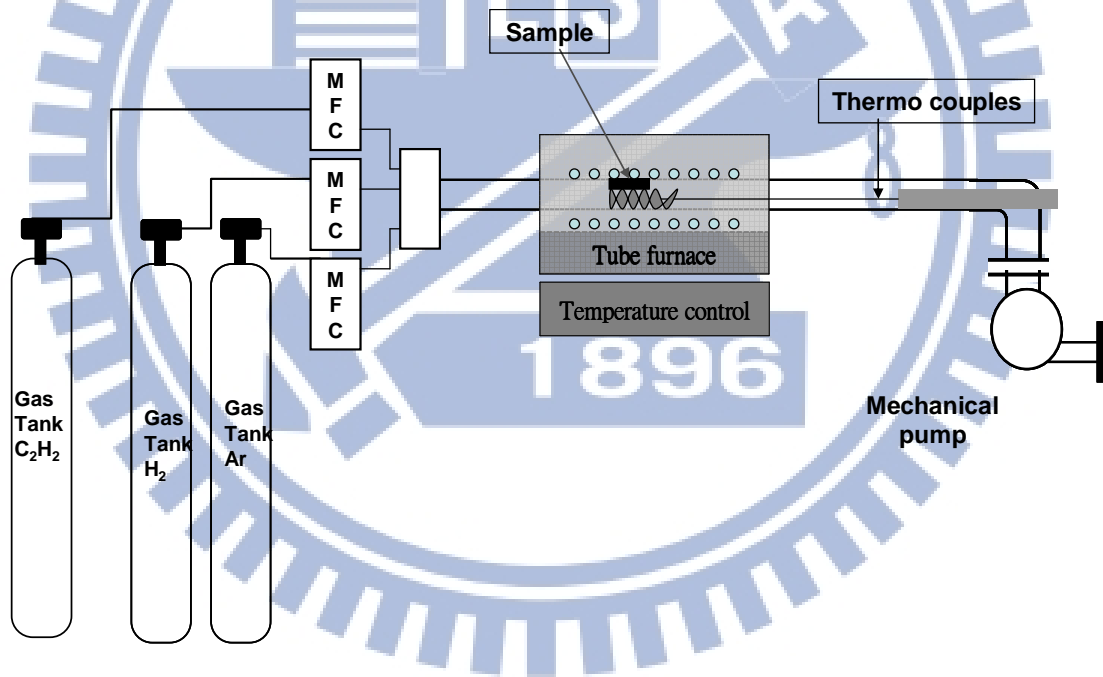 Sample
M
F
C
Thermo couples
M
F
C
Tube furnace
M
F
C
Temperature control
1896
Gas
Tank
C₂H₂
Gas
Tank
H₂
Gas
Tank
Ar
Mechanical
pump